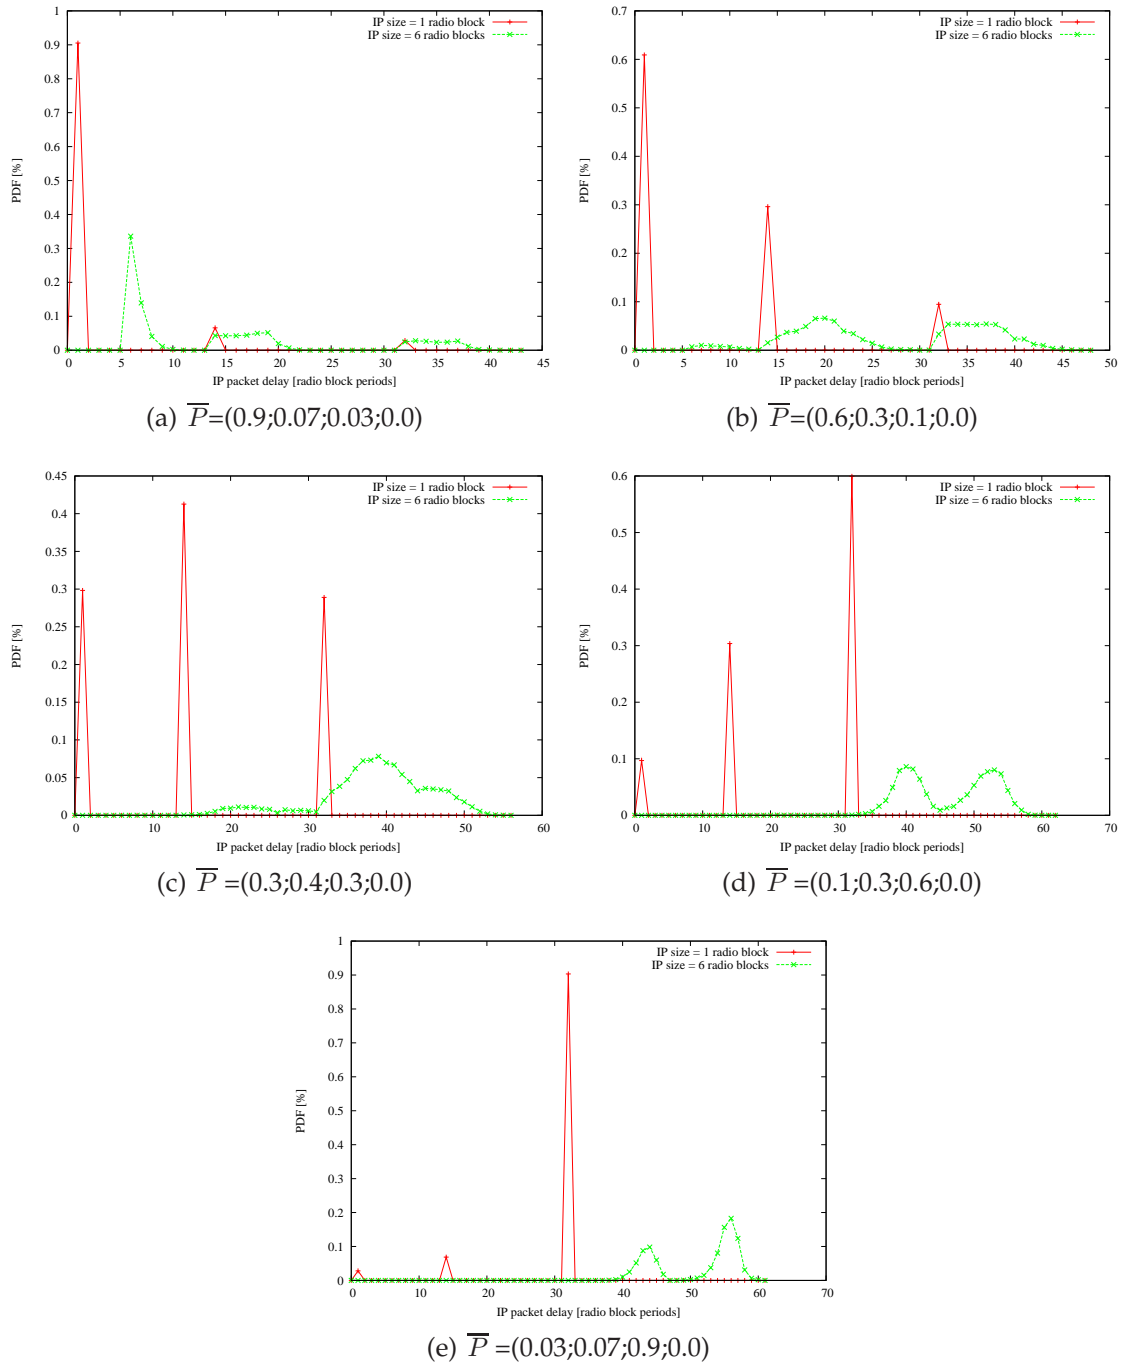 1
0.9
0.8
0.7
0.6
0.5
0.4
0.3
0.2
0.1
0
PDF [%]
IP size = 1 radio block
IP size = 6 radio blocks
0 5 10 15 20 25 30 35 40 45
IP packet delay [radio block periods]
(a) P=(0.9;0.07;0.03;0.0)
0.7
0.6
0.5
0.4
0.3
0.2
0.1
0
PDF [%]
IP size = 1 radio block
IP size = 6 radio blocks
0 5 10 15 20 25 30 35 40 45 50
IP packet delay [radio block periods]
(b) P=(0.6;0.3;0.1;0.0)
0.45
0.4
0.35
0.3
0.25
0.2
0.15
0.1
0.05
0
PDF [%]
IP size = 1 radio block
IP size = 6 radio blocks
0 10 20 30 40 50 60
IP packet delay [radio block periods]
(c) P =(0.3;0.4;0.3;0.0)
0.6
0.5
0.4
0.3
0.2
0.1
0
PDF [%]
IP size = 1 radio block
IP size = 6 radio blocks
0 10 20 30 40 50 60 70
IP packet delay [radio block periods]
(d) P =(0.1;0.3;0.6;0.0)
1
0.9
0.8
0.7
0.6
0.5
0.4
0.3
0.2
0.1
0
PDF [%]
IP size = 1 radio block
IP size = 6 radio blocks
0 10 20 30 40 50 60 70
IP packet delay [radio block periods]
(e) P =(0.03;0.07;0.9;0.0)